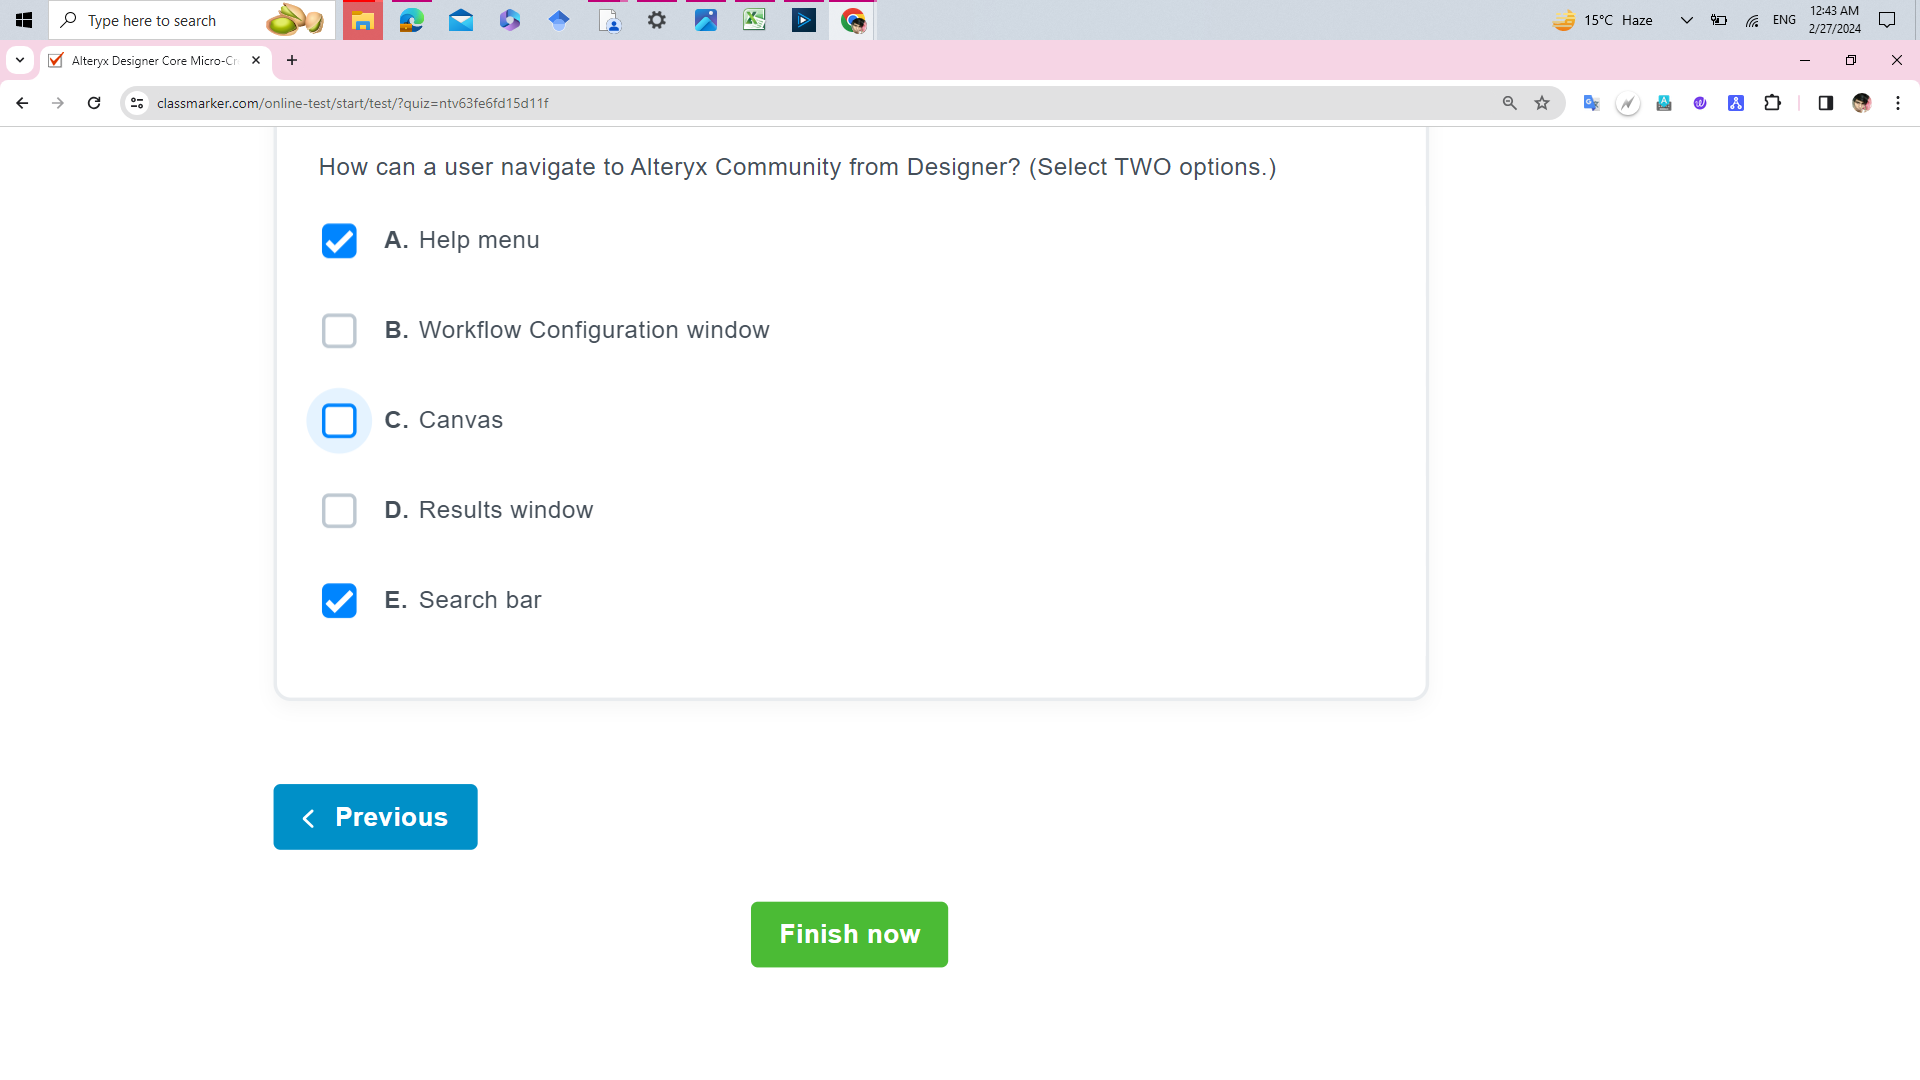 Type here to search
15°C Haze
ENG
12:43 AM
2/27/2024
Alteryx Designer Core Micro-Cr
classmarker.com/online-test/start/test/?quiz=ntv63fe6fd15d11f
How can a user navigate to Alteryx Community from Designer? (Select TWO options.)
A. Help menu
B. Workflow Configuration window
C. Canvas
D. Results window
E. Search bar
Previous
Finish now